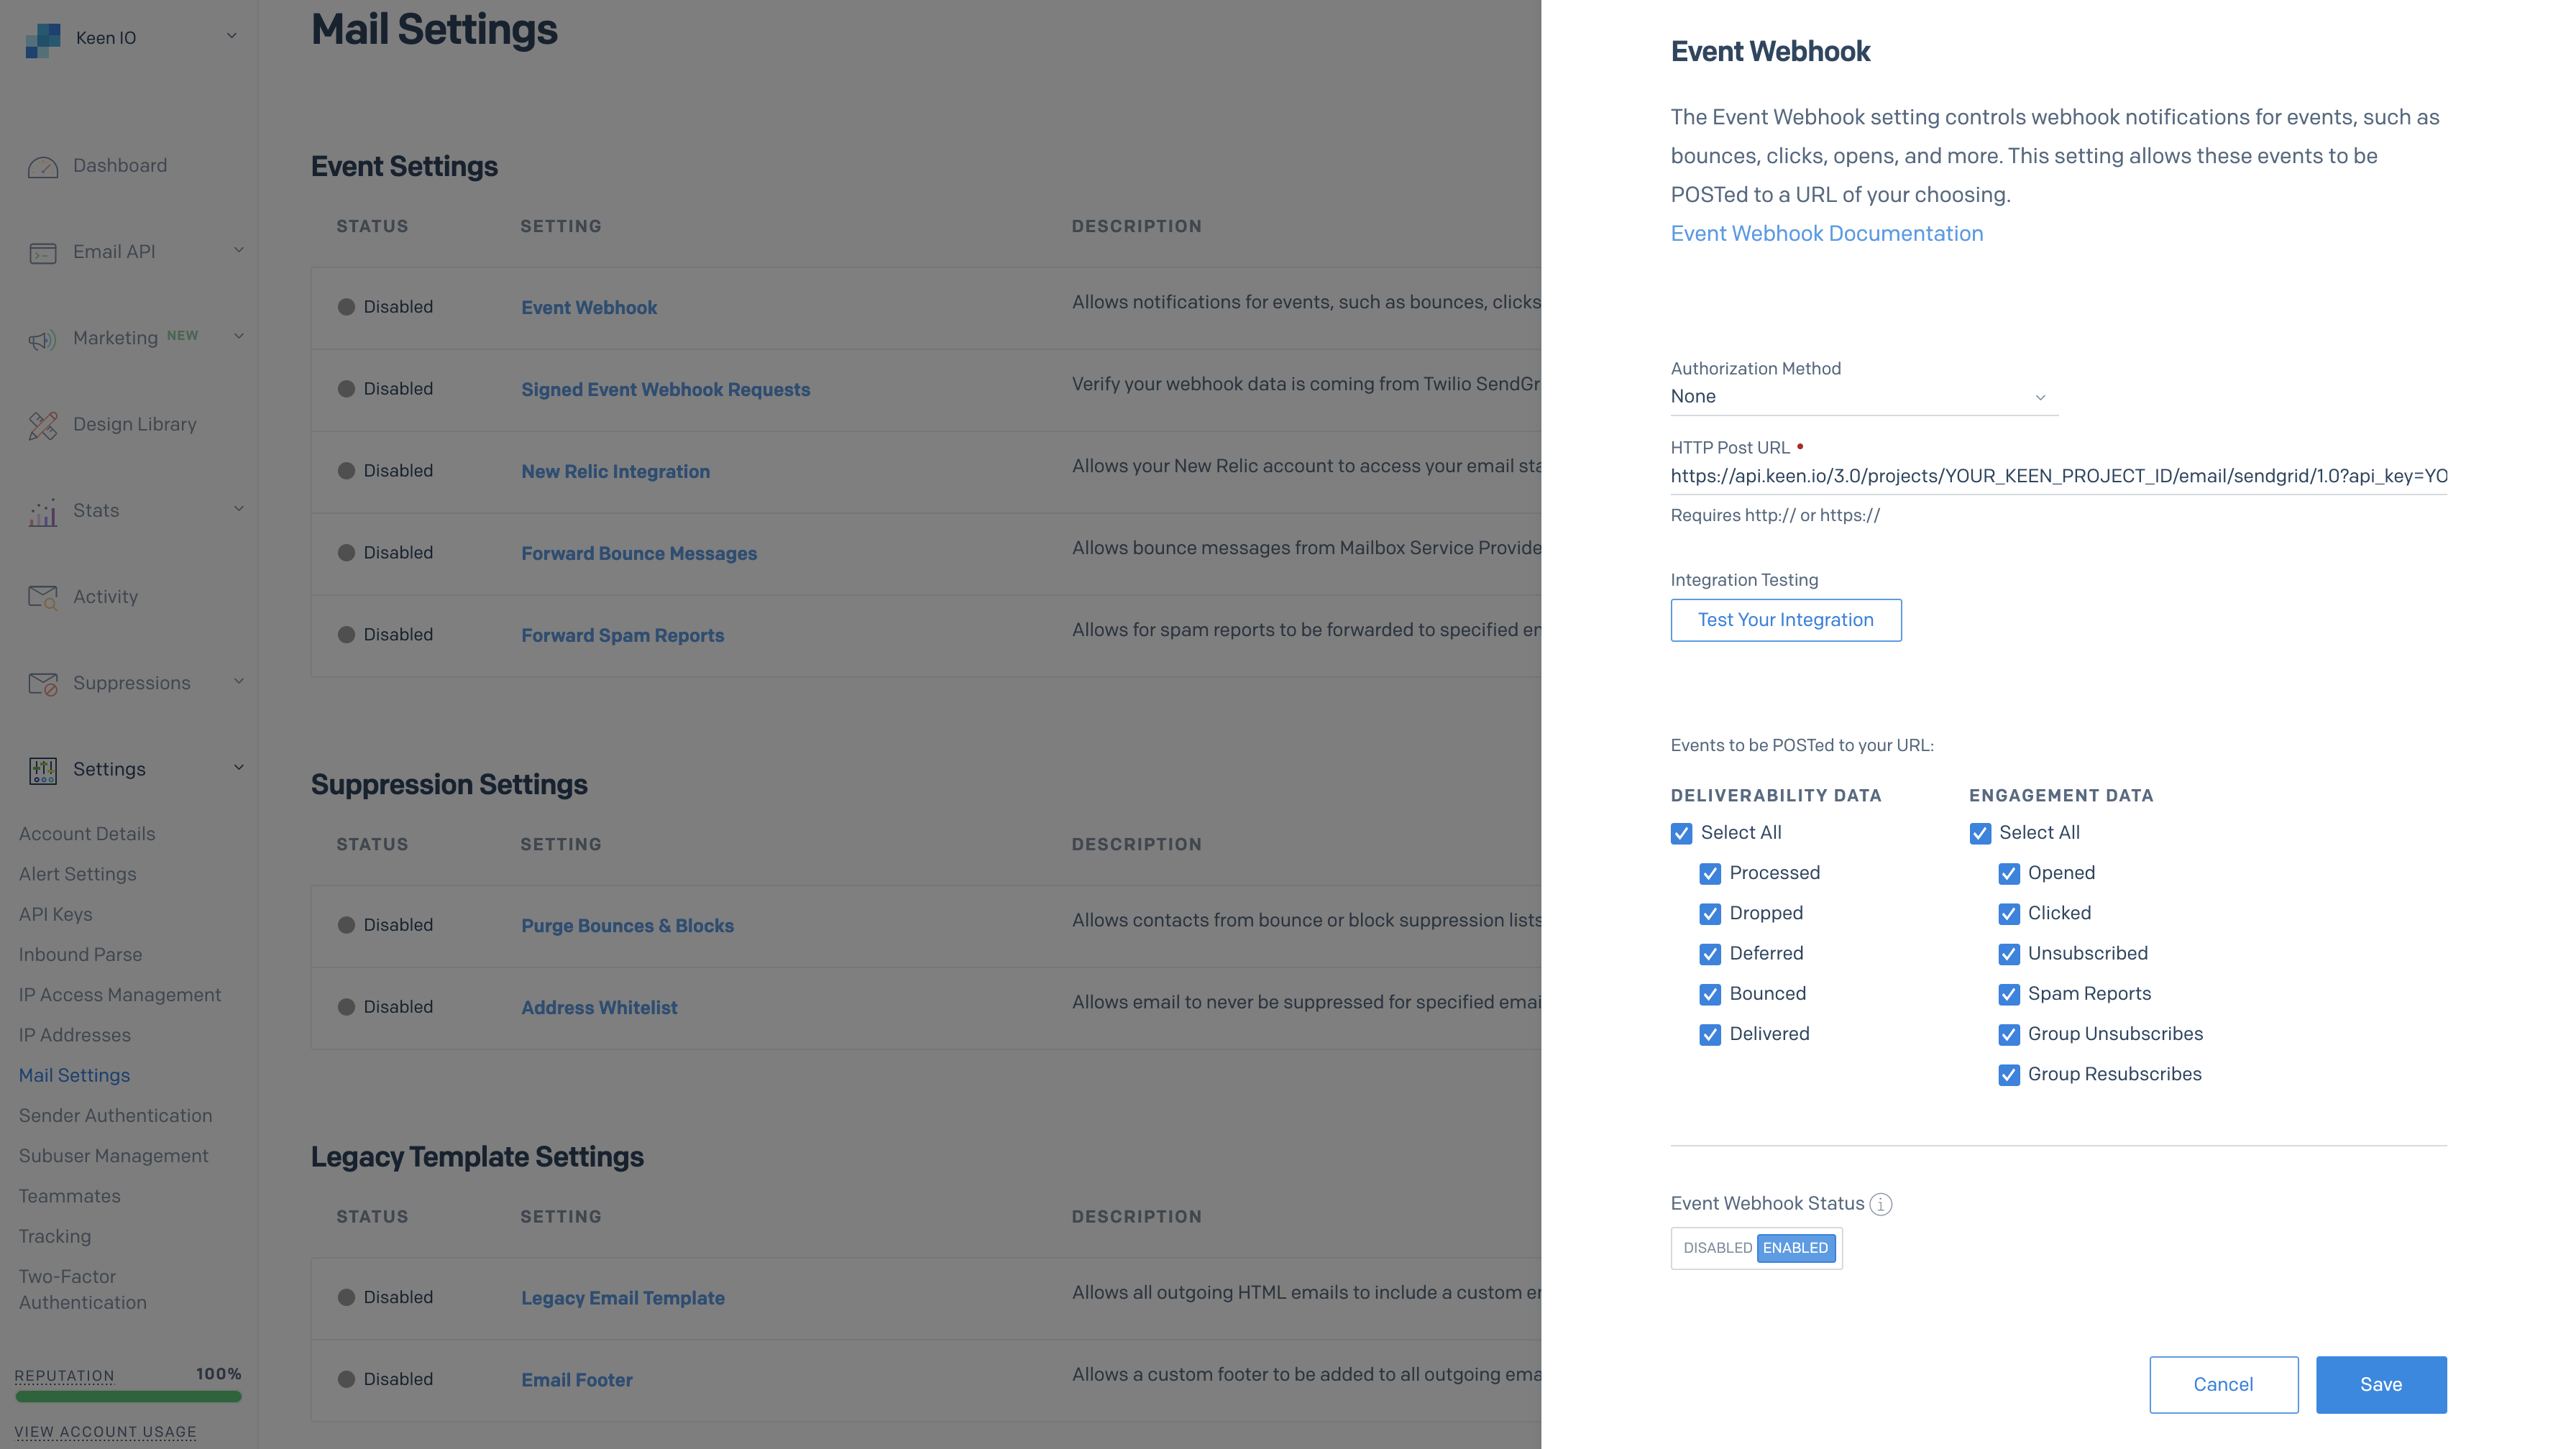 Keen IO
Dashboard
Email API
Marketing NEW
Design Library
Stats
Activity
Suppressions
Settings
Account Details
Alert Settings
API Keys
Inbound Parse
IP Access Management
IP Addresses
Mail Settings
Sender Authentication
Subuser Management
Teammates
Tracking
Two-Factor
Authentication
REPUTATION 100%
VIEW ACCOUNT USAGE
Mail Settings
Event Settings
STATUS SETTING DESCRIPTION
Disabled Event Webhook Allows notifications for events, such as bounces, clicks
Disabled Signed Event Webhook Requests Verify your webhook data is coming from Twilio SendGr
Disabled New Relic Integration Allows your New Relic account to access your email sta
Disabled Forward Bounce Messages Allows bounce messages from Mailbox Service Provide
Disabled Forward Spam Reports Allows for spam reports to be forwarded to specified en
Suppression Settings
STATUS SETTING DESCRIPTION
Disabled Purge Bounces & Blocks Allows contacts from bounce or block suppression lists
Disabled Address Whitelist Allows email to never be suppressed for specified emai
Legacy Template Settings
STATUS SETTING DESCRIPTION
Disabled Legacy Email Template Allows all outgoing HTML emails to include a custom en
Disabled Email Footer Allows a custom footer to be added to all outgoing ema
Event Webhook
The Event Webhook setting controls webhook notifications for events, such as
bounces, clicks, opens, and more. This setting allows these events to be
POSTed to a URL of your choosing.
Event Webhook Documentation
Authorization Method
None
HTTP Post URL •
https://api.keen.io/3.0/projects/YOUR_KEEN_PROJECT_ID/email/sendgrid/1.0?api_key=YO
Requires http:// or https://
Integration Testing
Test Your Integration
Events to be POSTed to your URL:
DELIVERABILITY DATA ENGAGEMENT DATA
Select All Select All
Processed Opened
Dropped Clicked
Deferred Unsubscribed
Bounced Spam Reports
Delivered Group Unsubscribes
Group Resubscribes
Event Webhook Status
DISABLED ENABLED
Cancel Save